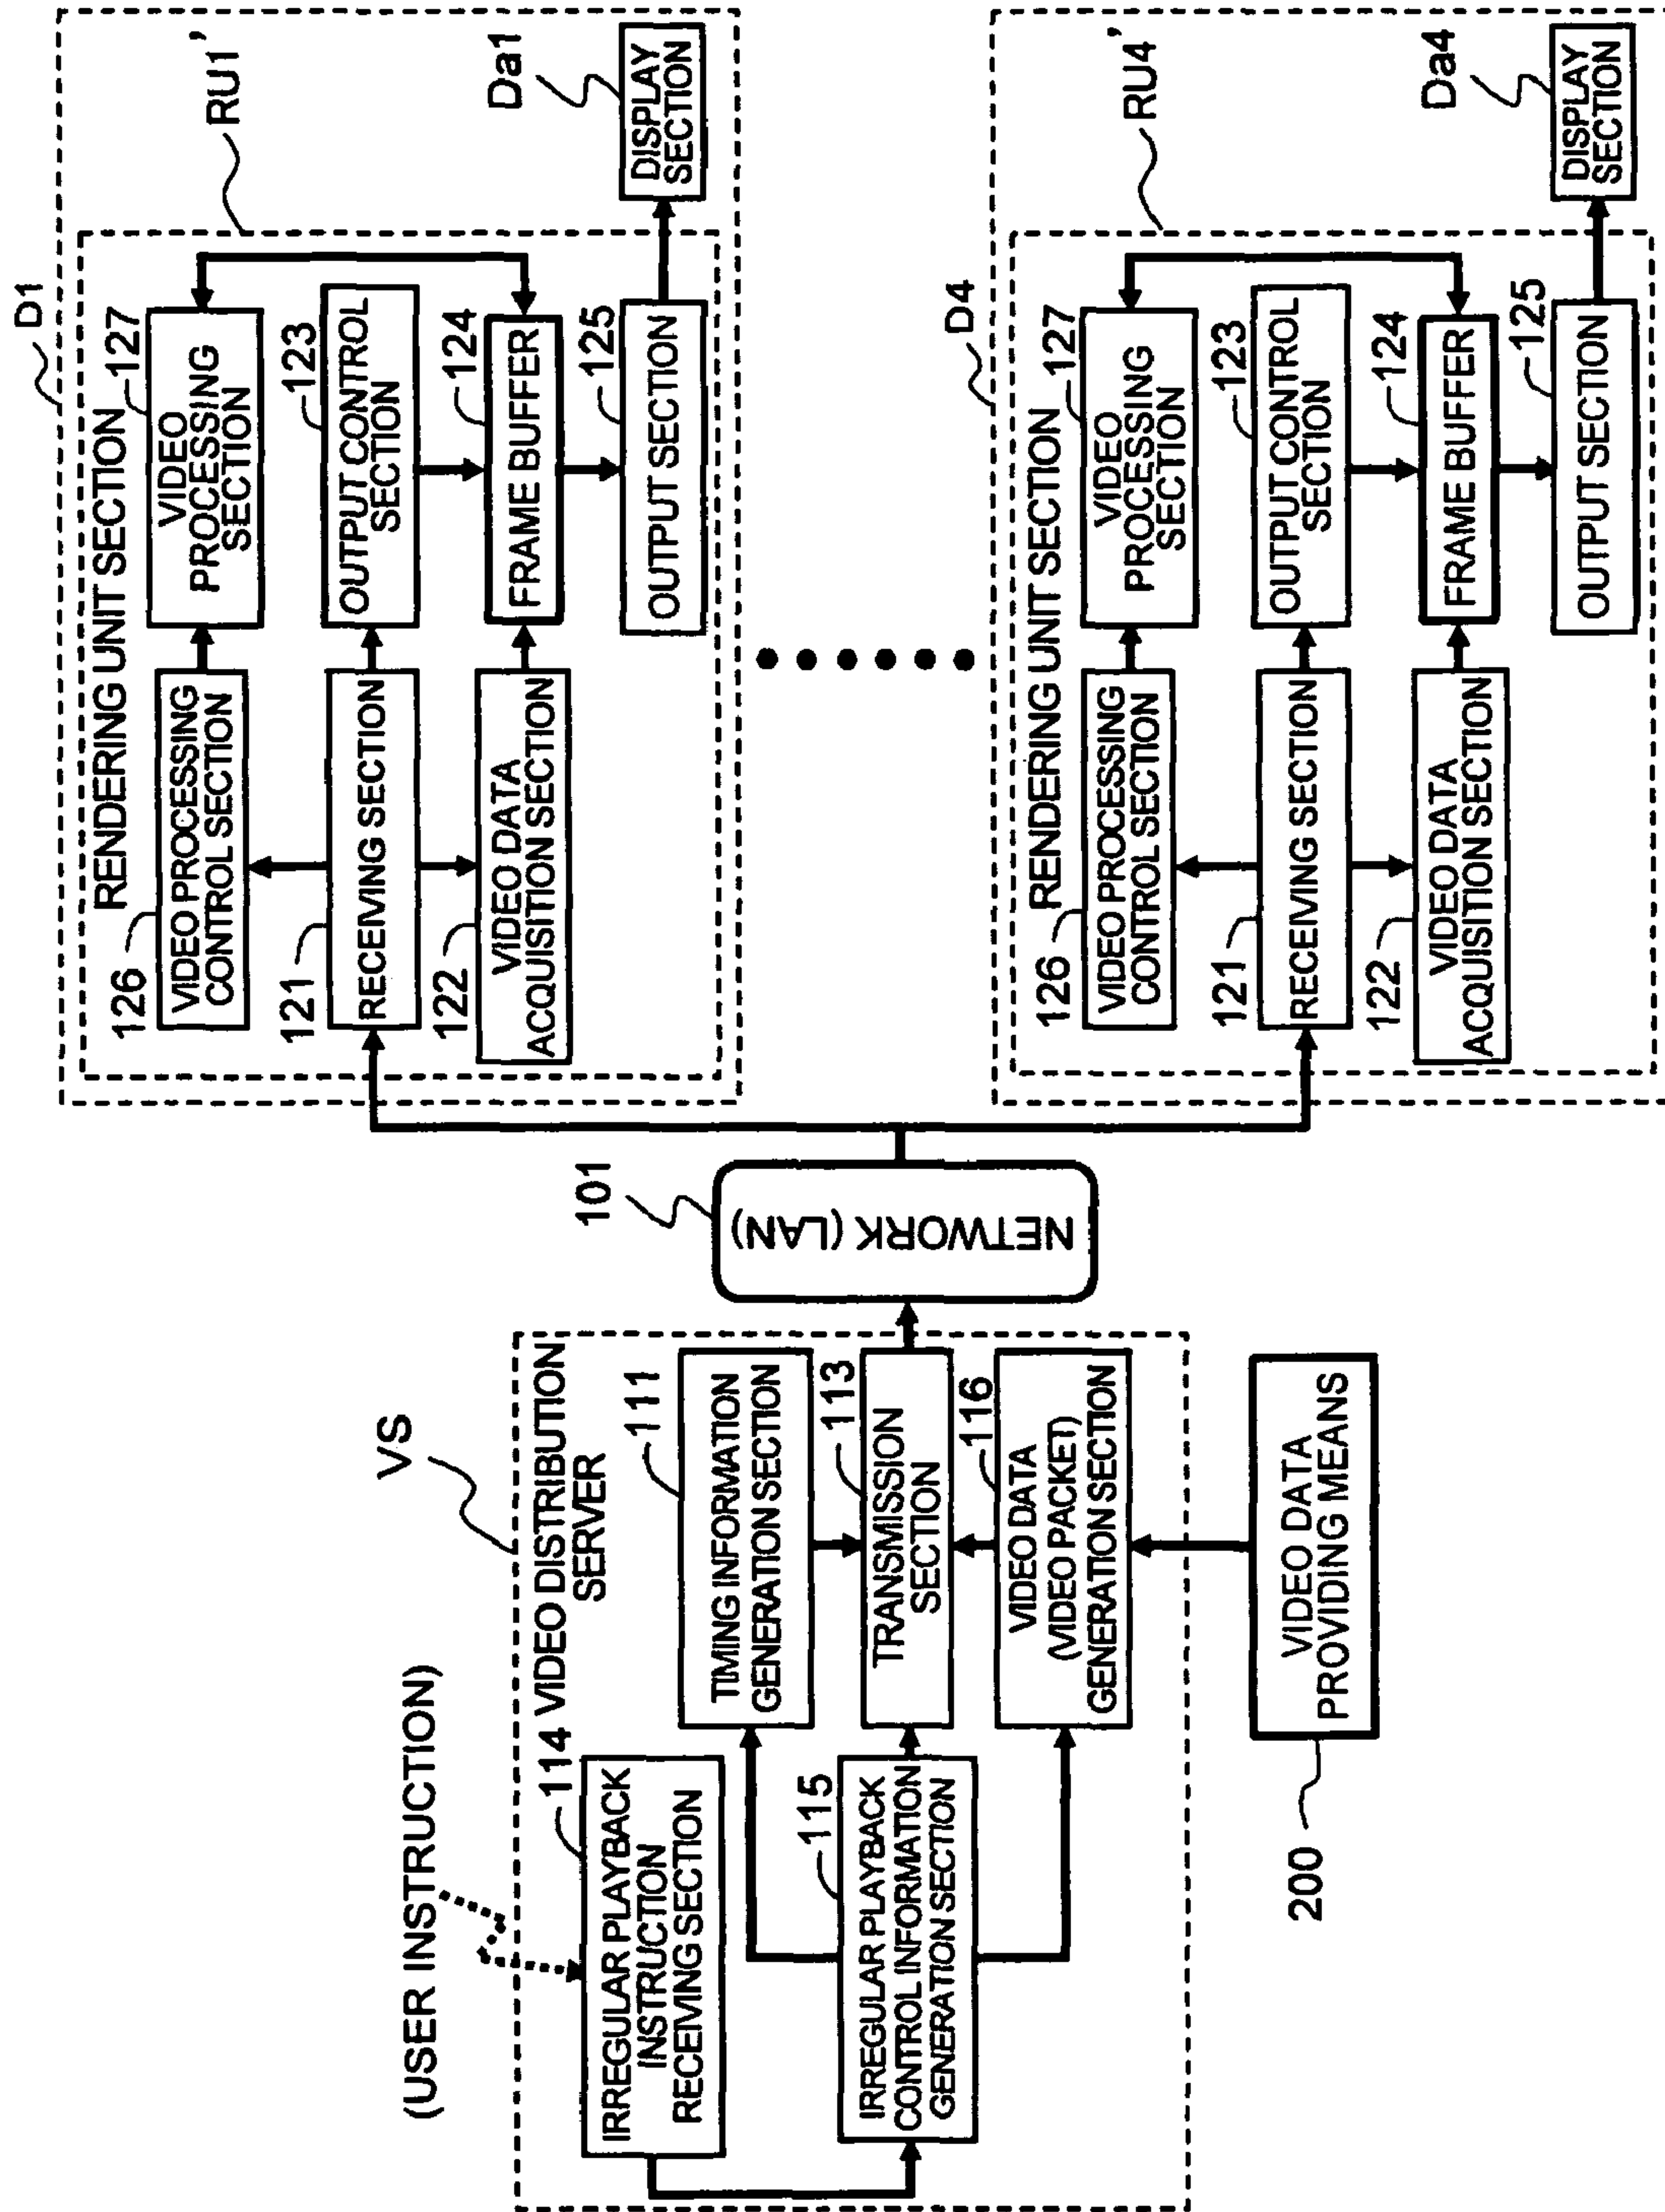 (USER INSTRUCTION)
VS
114
VIDEO DISTRIBUTION
SERVER
IRREGULAR PLAYBACK
INSTRUCTION
RECEIVING SECTION
111
TIMING INFORMATION
GENERATION SECTION
115
IRREGULAR PLAYBACK
CONTROL INFORMATION
GENERATION SECTION
113
TRANSMISSION
SECTION
116
VIDEO DATA
(VIDEO PACKET)
GENERATION SECTION
200
VIDEO DATA
PROVIDING MEANS
101
NETWORK (LAN)
D1
RENDERING UNIT SECTION
RU1'
126
VIDEO PROCESSING
CONTROL SECTION
127
VIDEO
PROCESSING
SECTION
121
RECEIVING SECTION
123
OUTPUT CONTROL
SECTION
122
VIDEO DATA
ACQUISITION SECTION
124
FRAME BUFFER
125
OUTPUT SECTION
Da1
DISPLAY
SECTION
D4
RENDERING UNIT SECTION
RU4'
126
VIDEO PROCESSING
CONTROL SECTION
127
VIDEO
PROCESSING
SECTION
121
RECEIVING SECTION
123
OUTPUT CONTROL
SECTION
122
VIDEO DATA
ACQUISITION SECTION
124
FRAME BUFFER
125
OUTPUT SECTION
Da4
DISPLAY
SECTION